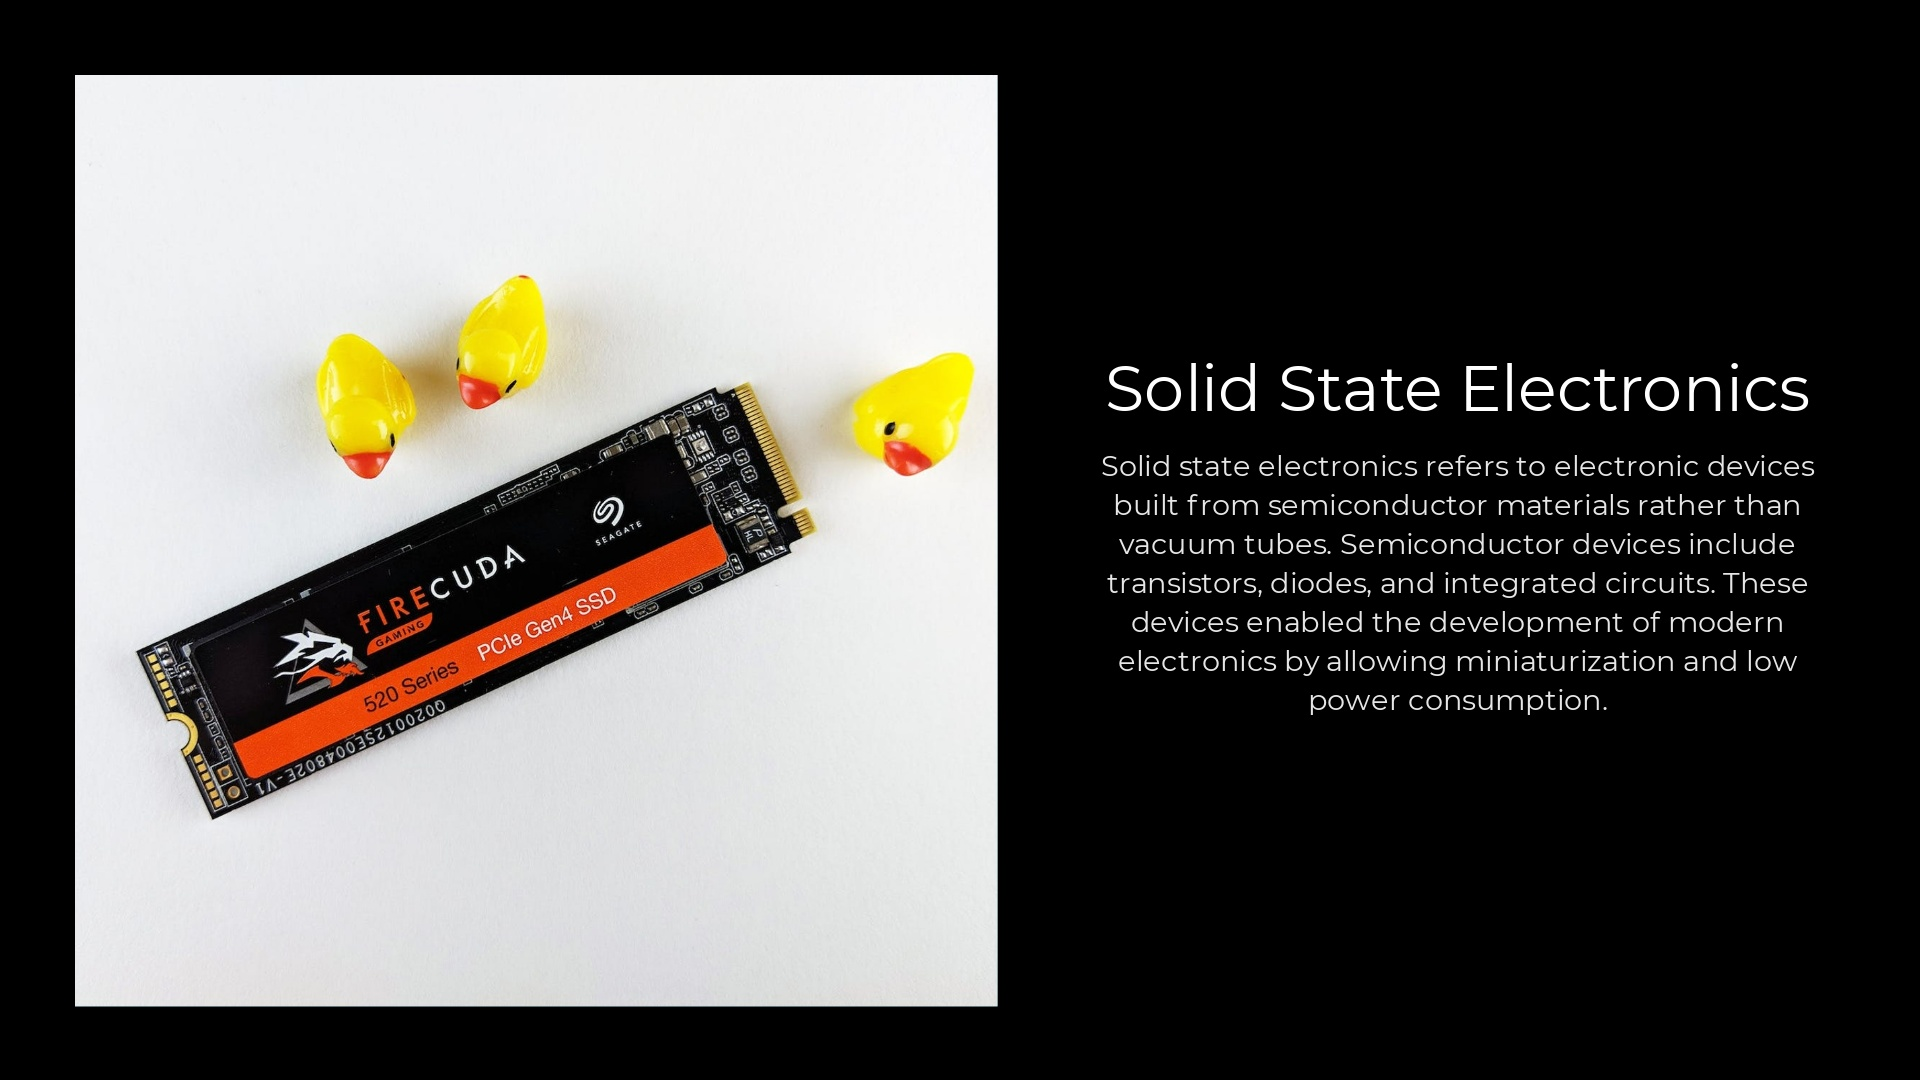 SEAGATE
FIRECUDA
GAMING
520 Series PCIe Gen4 SSD
Q020012SE004802E-V1
Solid State Electronics
Solid state electronics refers to electronic devices
built from semiconductor materials rather than
vacuum tubes. Semiconductor devices include
transistors, diodes, and integrated circuits. These
devices enabled the development of modern
electronics by allowing miniaturization and low
power consumption.